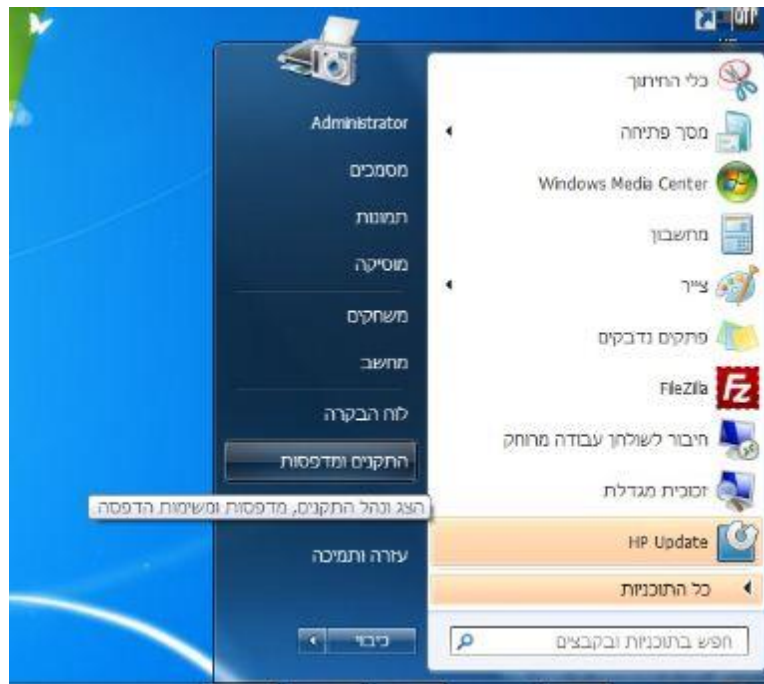 כלי החיתוך
מסך פתיחה
Windows Media Center
מחשבון
צייר
פתקים נדבקים
FileZilla
חיבור לשולחן עבודה מרוחק
זכוכית מגדלת
HP Update
כל התוכניות
חפש בתוכניות ובקבצים
Administrator
מסמכים
תמונות
מוסיקה
משחקים
מחשב
לוח הבקרה
התקנים ומדפסות
הצג ונהל התקנים, מדפסות ומשימות הדפסה
עזרה ותמיכה
כיבוי